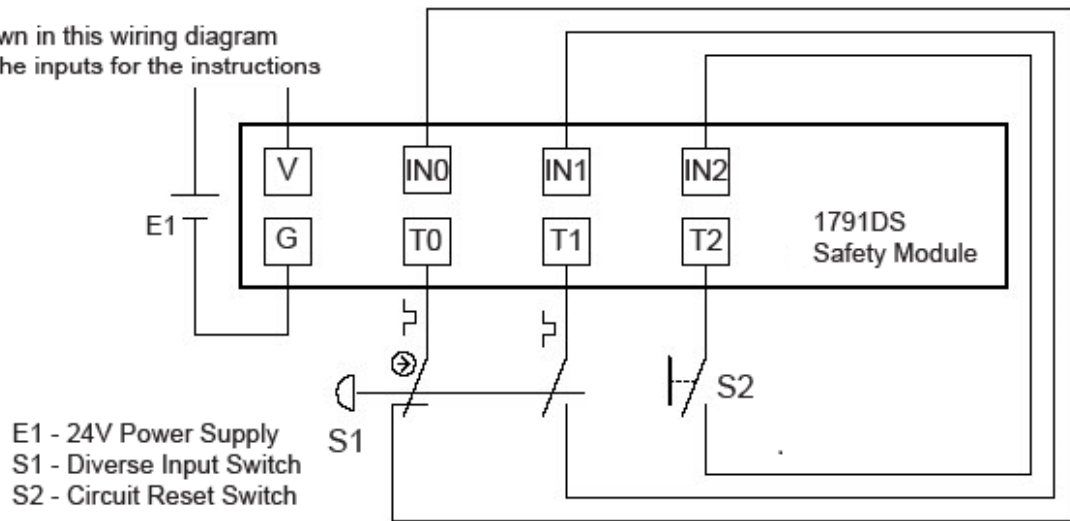 wn in this wiring diagram
he inputs for the instructions
V
IN0
IN1
IN2
G
T0
T1
T2
1791DS
Safety Module
E1
S1
S2
E1 - 24V Power Supply
S1 - Diverse Input Switch
S2 - Circuit Reset Switch